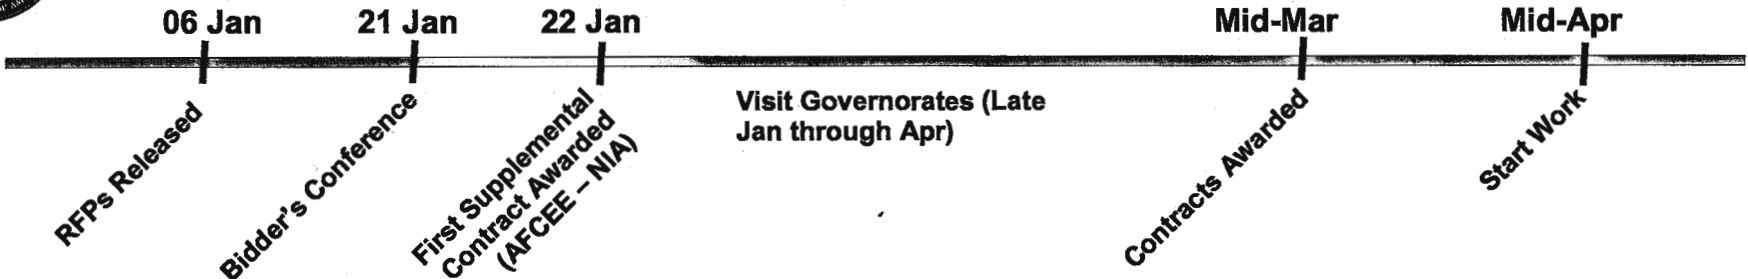 06 Jan
21 Jan
22 Jan
Mid-Mar
Mid-Apr
RFPs Released
Bidder's Conference
First Supplemental
Contract Awarded
(AFCEE – NIA)
Visit Governorates (Late
Jan through Apr)
Contracts Awarded
Start Work